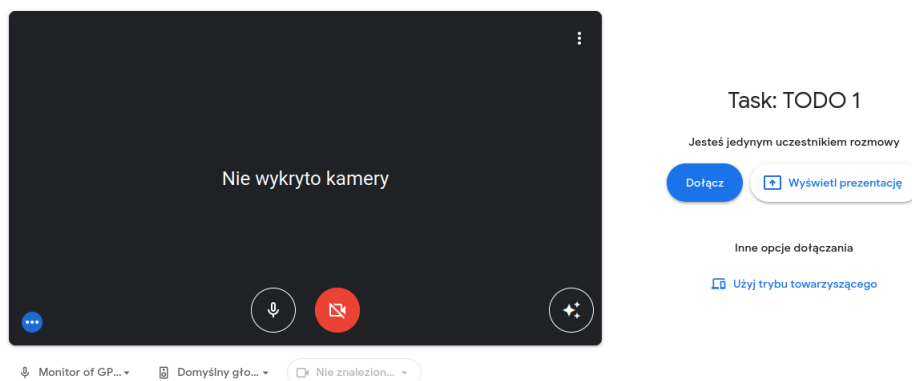 Nie wykryto kamery
Monitor of GP...
Domyślny gło...
Nie znalezion...
Task: TODO 1
Jesteś jedynym uczestnikiem rozmowy
Dołącz
Wyświetl prezentację
Inne opcje dołączania
Użyj trybu towarzyszącego